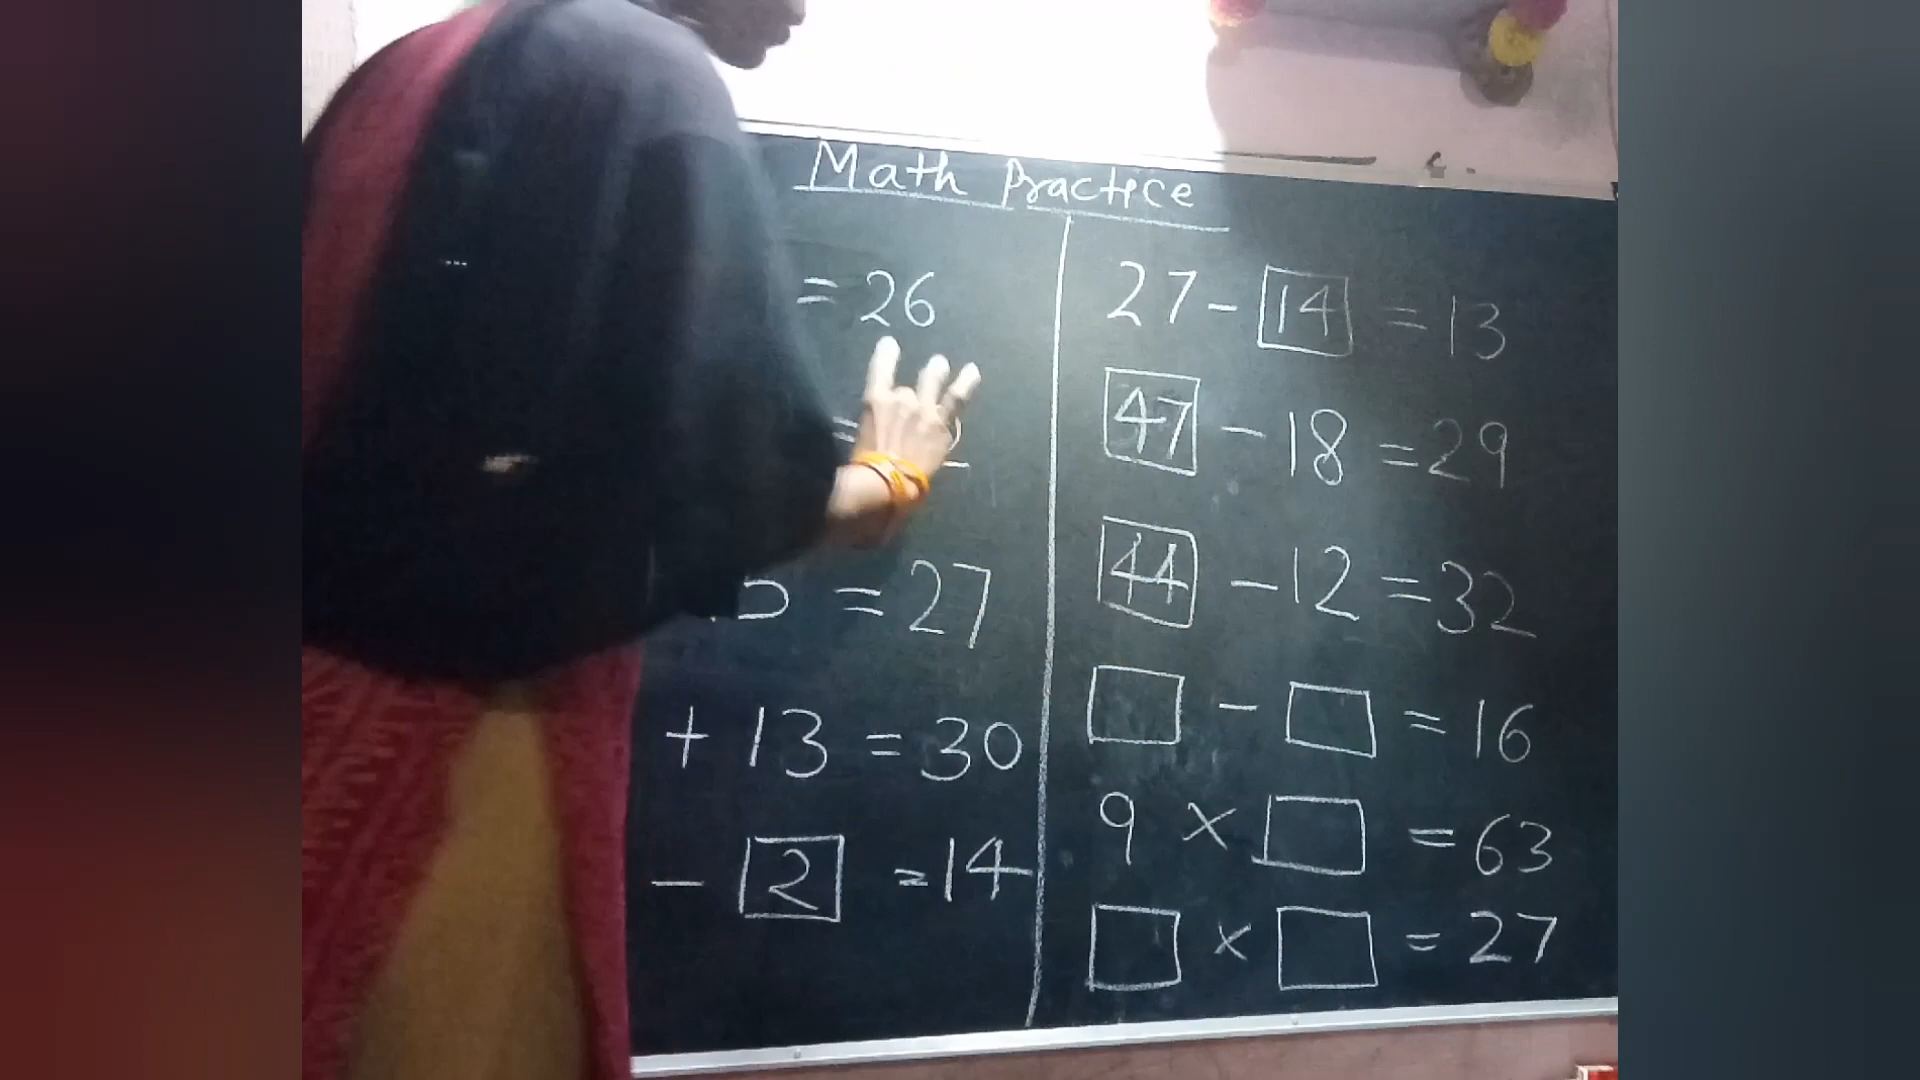 Math Practice
= 26
=
= 27
+ 13 = 30
- 2 = 14
27 - 14 = 13
47 - 18 = 29
44 - 12 = 32
- = 16
9 × = 63
× = 27